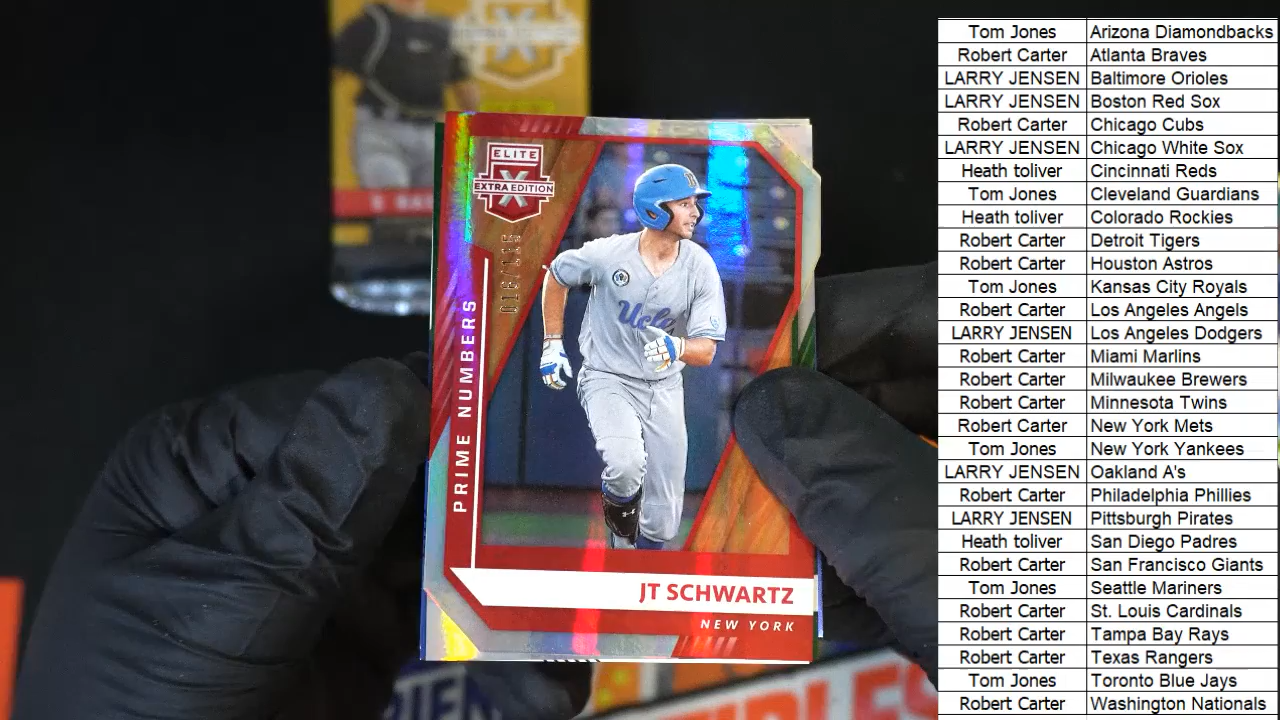 ELITE
EXTRA EDITION
016/115
PRIME NUMBERS
Ucla
JT SCHWARTZ
NEW YORK
Tom Jones Arizona Diamondbacks
Robert Carter Atlanta Braves
LARRY JENSEN Baltimore Orioles
LARRY JENSEN Boston Red Sox
Robert Carter Chicago Cubs
LARRY JENSEN Chicago White Sox
Heath toliver Cincinnati Reds
Tom Jones Cleveland Guardians
Heath toliver Colorado Rockies
Robert Carter Detroit Tigers
Robert Carter Houston Astros
Tom Jones Kansas City Royals
Robert Carter Los Angeles Angels
LARRY JENSEN Los Angeles Dodgers
Robert Carter Miami Marlins
Robert Carter Milwaukee Brewers
Robert Carter Minnesota Twins
Robert Carter New York Mets
Tom Jones New York Yankees
LARRY JENSEN Oakland A's
Robert Carter Philadelphia Phillies
LARRY JENSEN Pittsburgh Pirates
Heath toliver San Diego Padres
Robert Carter San Francisco Giants
Tom Jones Seattle Mariners
Robert Carter St. Louis Cardinals
Robert Carter Tampa Bay Rays
Robert Carter Texas Rangers
Tom Jones Toronto Blue Jays
Robert Carter Washington Nationals